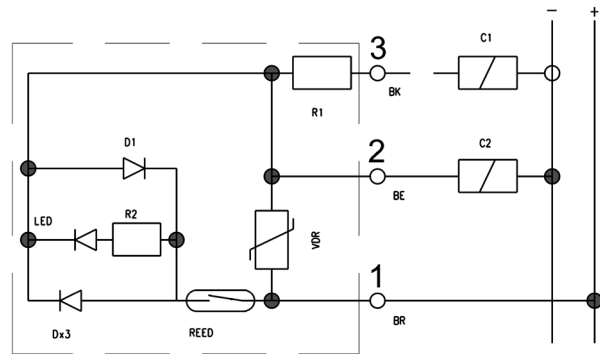 − +
3 C1
BK
R1
D1
2 C2
BE
LED R2
VDR
1
BR
Dx3 REED